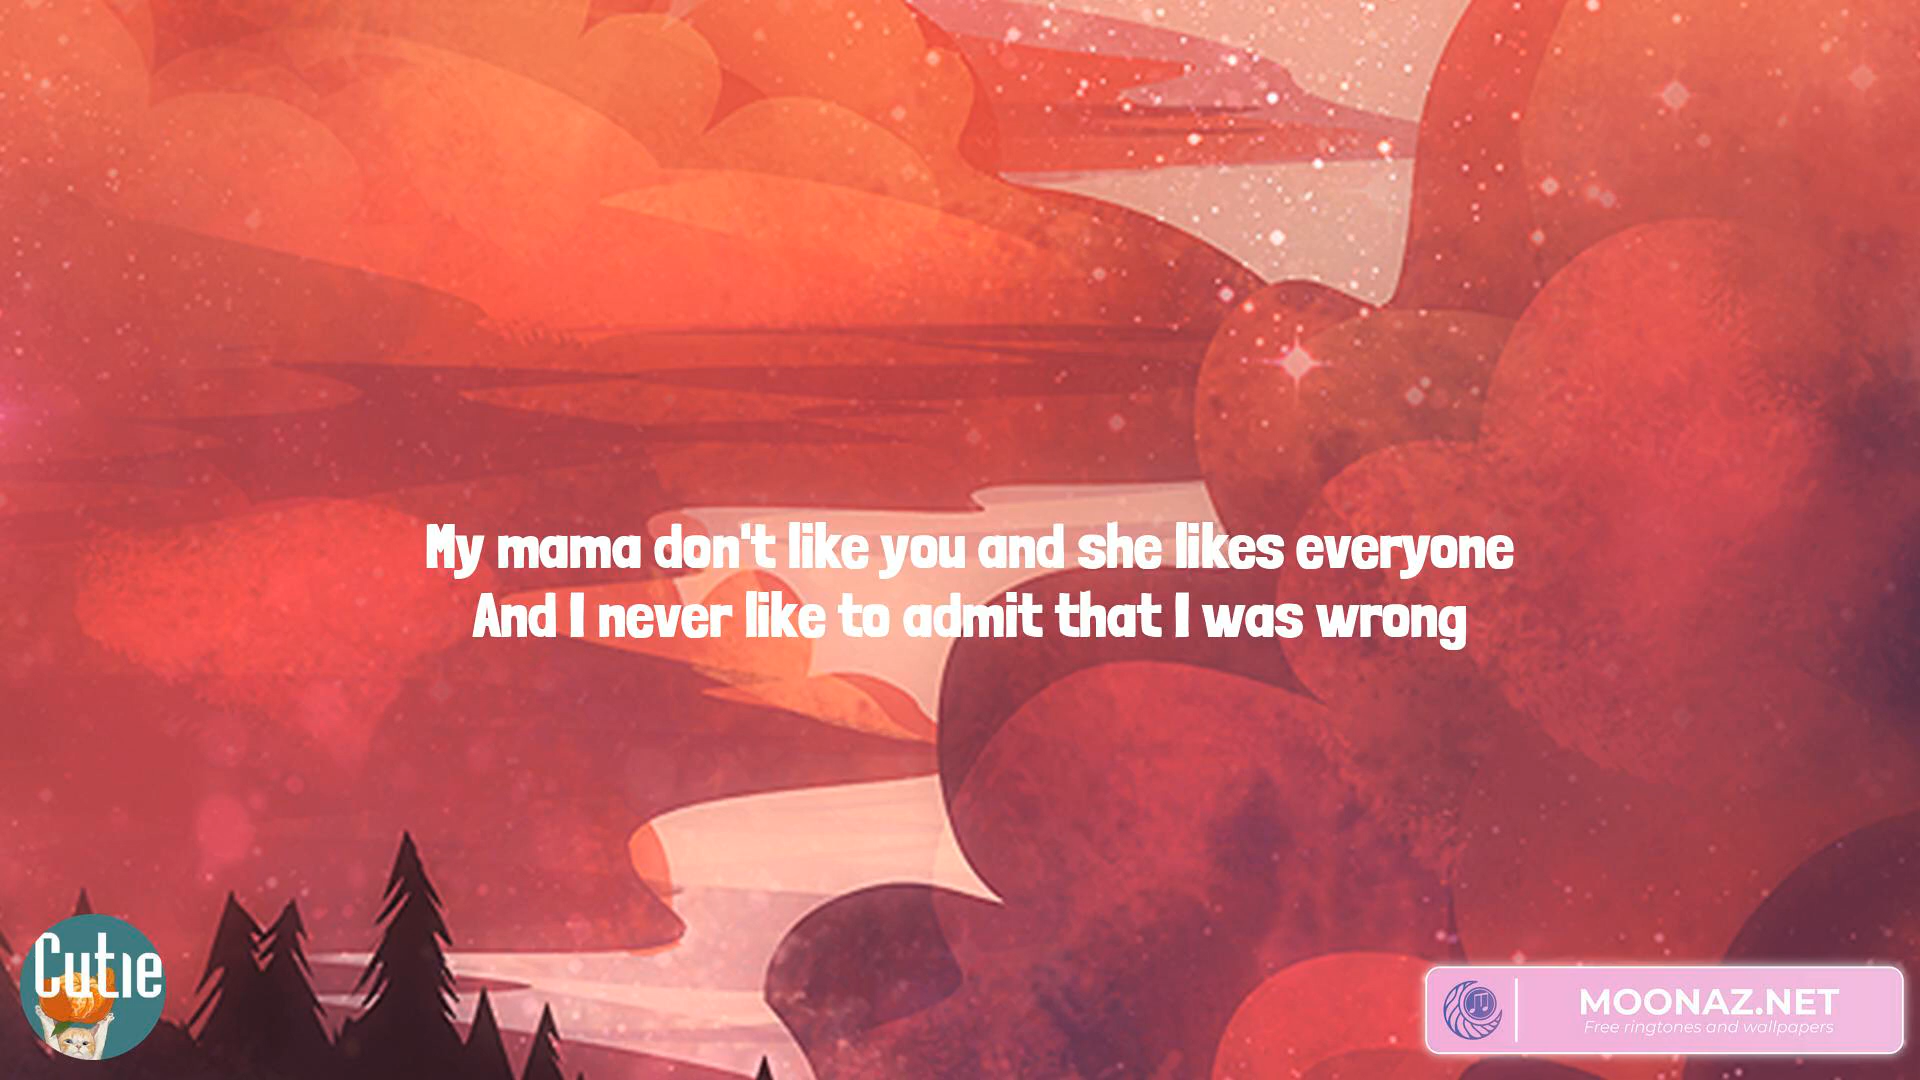 My mama don't like you and she likes everyone
And I never like to admit that I was wrong
Cutie
MOONAZ.NET
Free ringtones and wallpapers